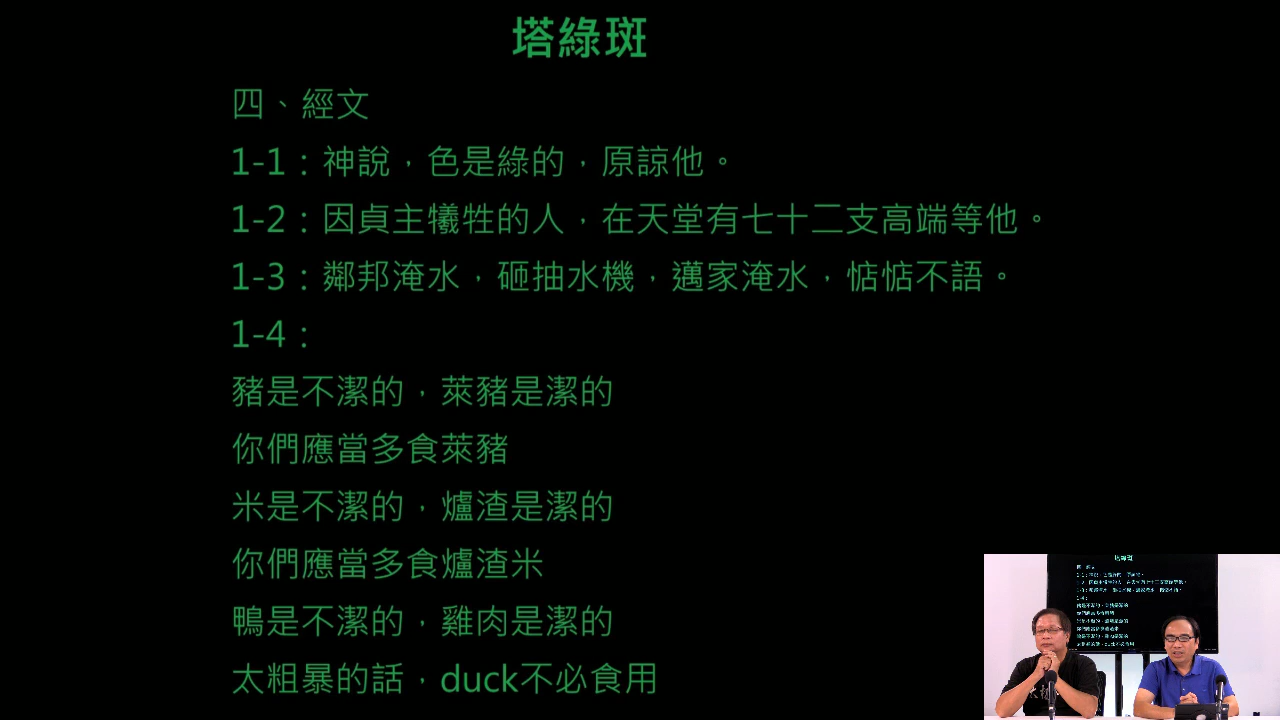 塔綠斑
四、經文
1-1：神說，色是綠的，原諒他。
1-2：因貞主犧牲的人，在天堂有七十二支高端等他。
1-3：鄰邦淹水，砸抽水機，邁家淹水，惦惦不語。
1-4：
豬是不潔的，萊豬是潔的
你們應當多食萊豬
米是不潔的，爐渣是潔的
你們應當多食爐渣米
鴨是不潔的，雞肉是潔的
太粗暴的話，duck不必食用